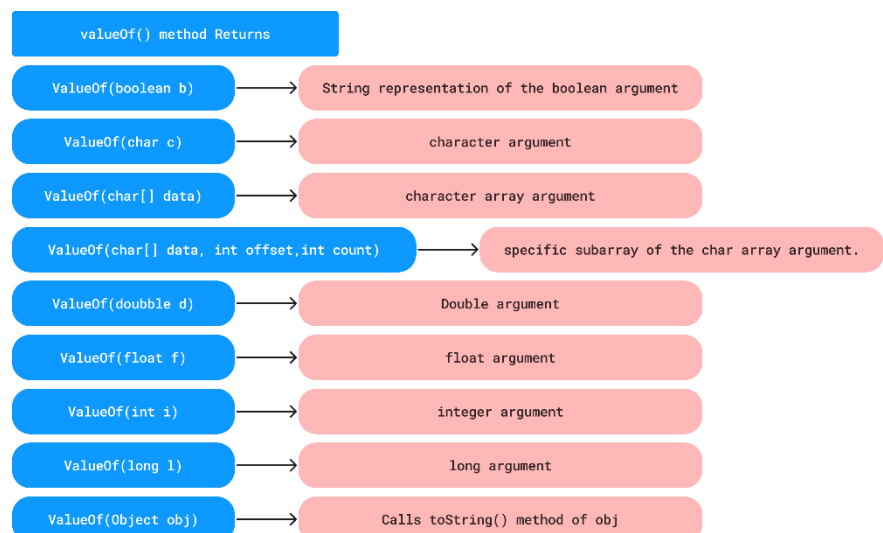 valueOf() method Returns
ValueOf(boolean b)
String representation of the boolean argument
ValueOf(char c)
character argument
ValueOf(char[] data)
character array argument
ValueOf(char[] data, int offset,int count)
specific subarray of the char array argument.
ValueOf(doubble d)
Double argument
ValueOf(float f)
float argument
ValueOf(int i)
integer argument
ValueOf(long l)
long argument
ValueOf(Object obj)
Calls toString() method of obj